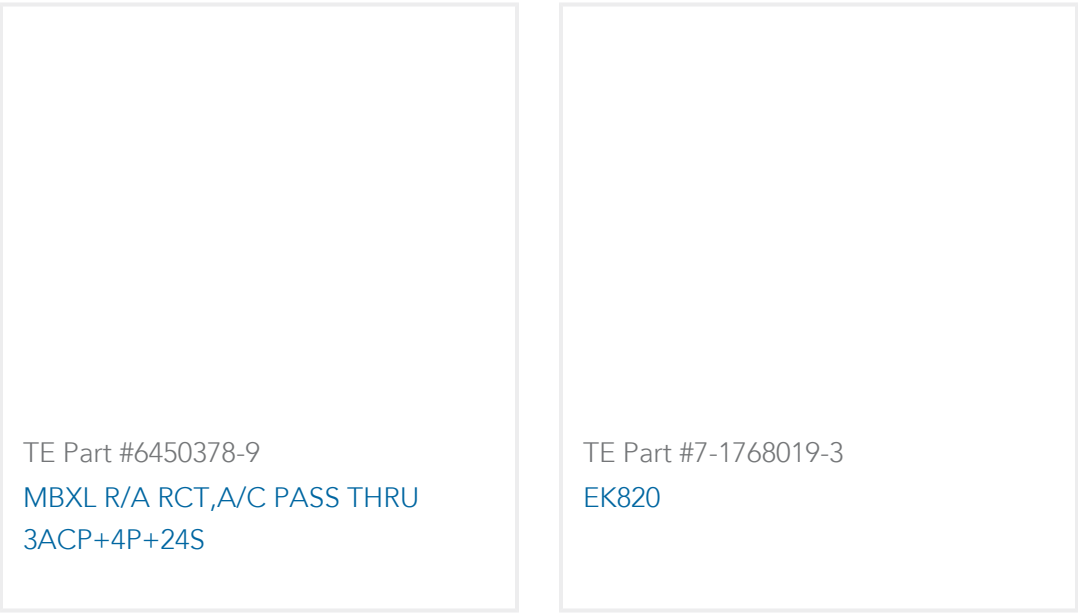 TE Part #6450378-9
MBXL R/A RCT,A/C PASS THRU
3ACP+4P+24S
TE Part #7-1768019-3
EK820